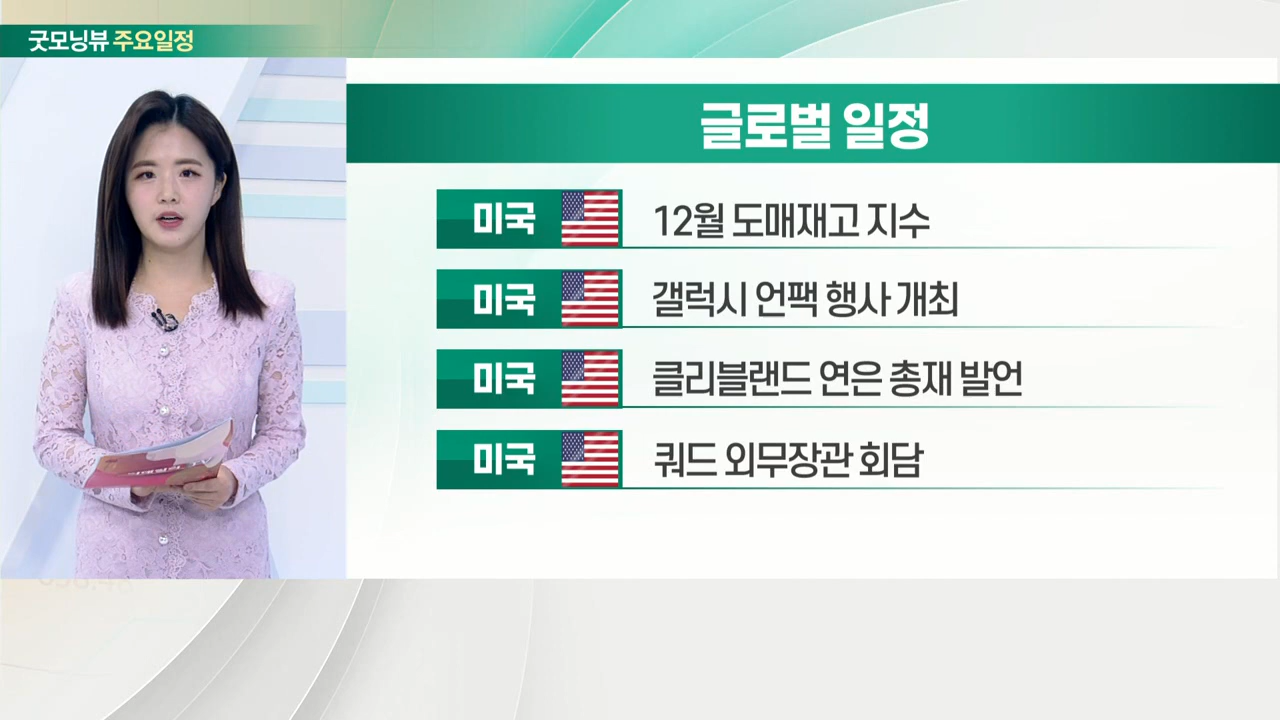 굿모닝뷰 주요일정
글로벌 일정
미국 12월 도매재고 지수
미국 갤럭시 언팩 행사 개최
미국 클리블랜드 연은 총재 발언
미국 쿼드 외무장관 회담